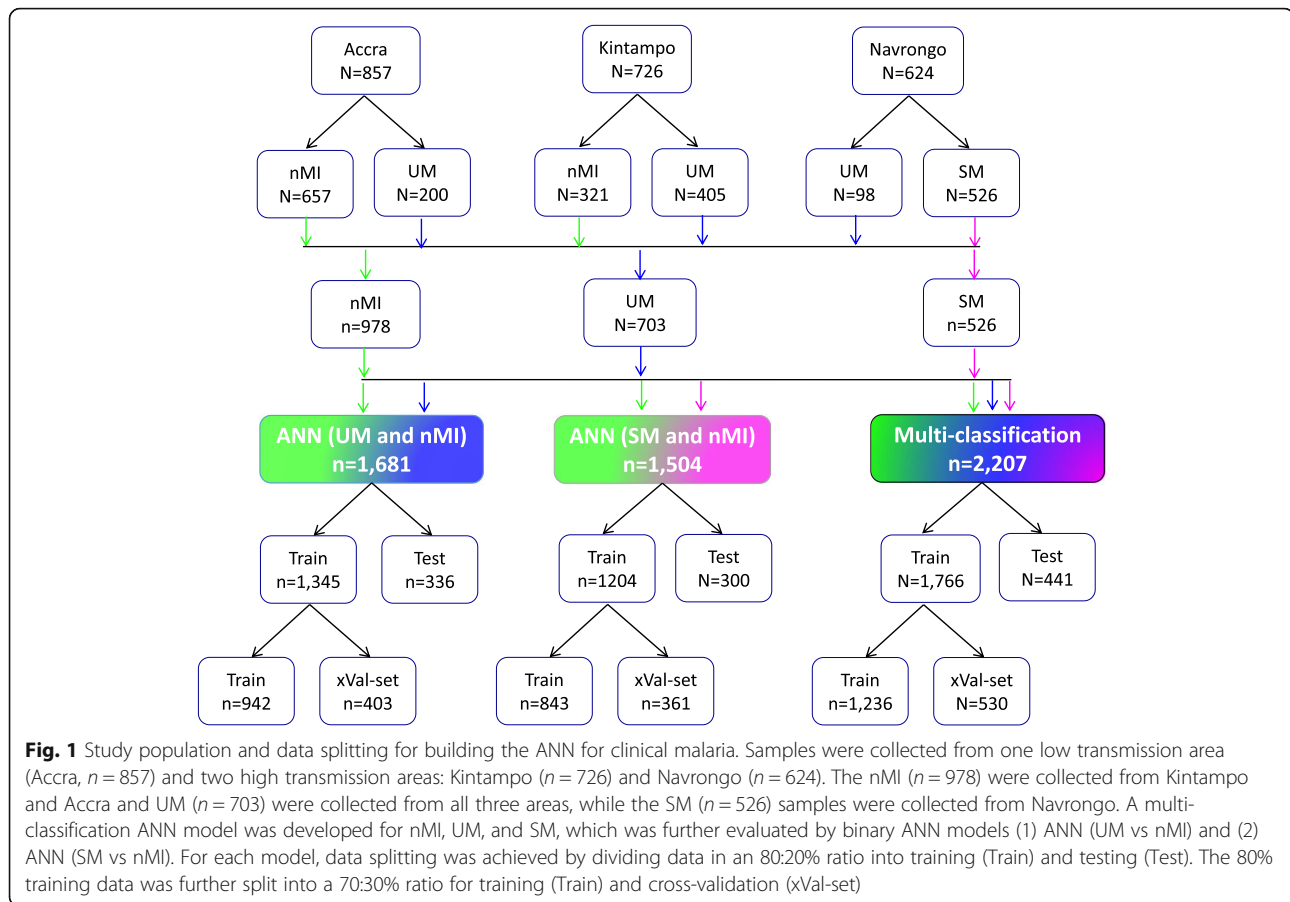 Accra
N=857
Kintampo
N=726
Navrongo
N=624
nMI
N=657
UM
N=200
nMI
N=321
UM
N=405
UM
N=98
SM
N=526
nMI
n=978
UM
N=703
SM
n=526
ANN (UM and nMI)
n=1,681
ANN (SM and nMI)
n=1,504
Multi-classification
n=2,207
Train
n=1,345
Test
n=336
Train
n=1204
Test
N=300
Train
N=1,766
Test
N=441
Train
n=942
xVal-set
n=403
Train
n=843
xVal-set
n=361
Train
n=1,236
xVal-set
N=530
Fig. 1 Study population and data splitting for building the ANN for clinical malaria. Samples were collected from one low transmission area
(Accra, n = 857) and two high transmission areas: Kintampo (n = 726) and Navrongo (n = 624). The nMI (n = 978) were collected from Kintampo
and Accra and UM (n = 703) were collected from all three areas, while the SM (n = 526) samples were collected from Navrongo. A multi-
classification ANN model was developed for nMI, UM, and SM, which was further evaluated by binary ANN models (1) ANN (UM vs nMI) and (2)
ANN (SM vs nMI). For each model, data splitting was achieved by dividing data in an 80:20% ratio into training (Train) and testing (Test). The 80%
training data was further split into a 70:30% ratio for training (Train) and cross-validation (xVal-set)